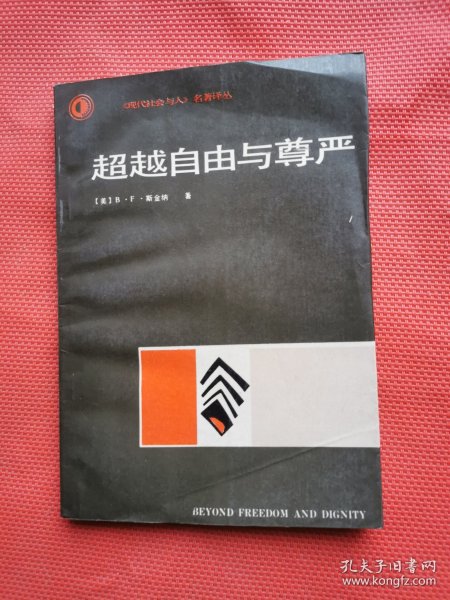 《现代社会与人》名著译丛
超越自由与尊严
［美］B·F·斯金纳 著
BEYOND FREEDOM AND DIGNITY
孔夫子旧书网
www.kongfz.com